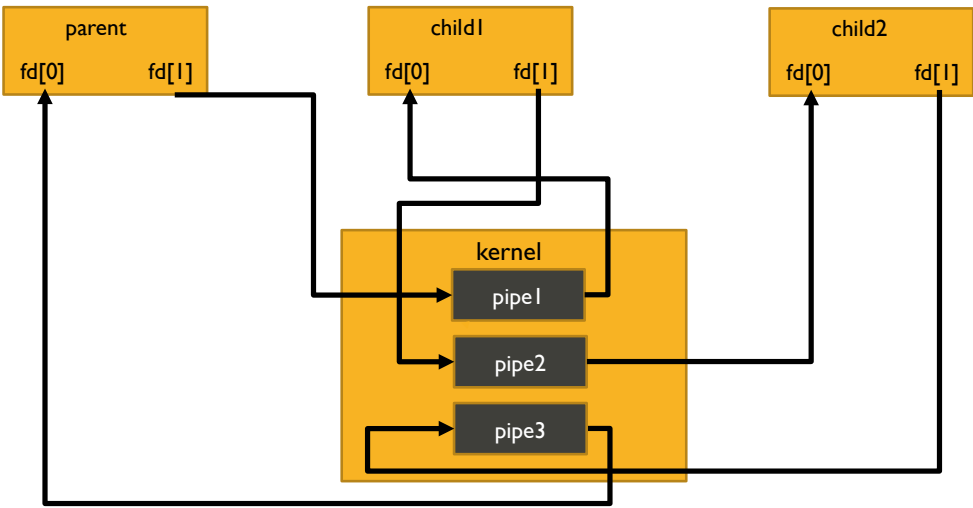 parent
fd[0] fd[1]
child1
fd[0] fd[1]
child2
fd[0] fd[1]
kernel
pipe1
pipe2
pipe3